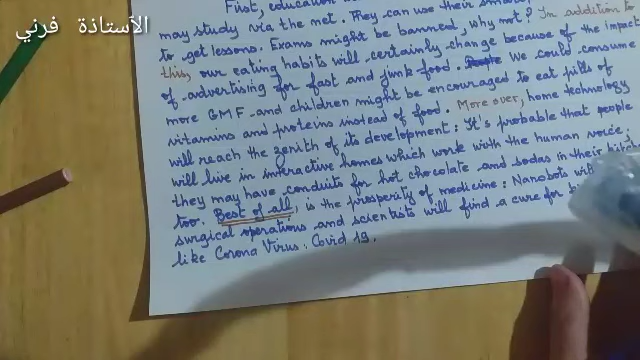 الأستاذة فرني
First, education
may study via the net. They can use their
to get lessons. Exams might be banned, why not? In addition to
this, our eating habits will certainly change because of the impact
of advertising for fast and junk food. We could consume
more GMF and children might be encouraged to eat pills of
vitamins and proteins instead of food. More over, home technology
will reach the zenith of its development: It's probable that people
will live in interactive homes which work with the human voice;
they may have conduits for hot chocolate and sodas in their
too. Best of all, is the prosperity of medicine: Nanobots
surgical operations and scientists will find a cure for
like Corona Virus: Covid 19.